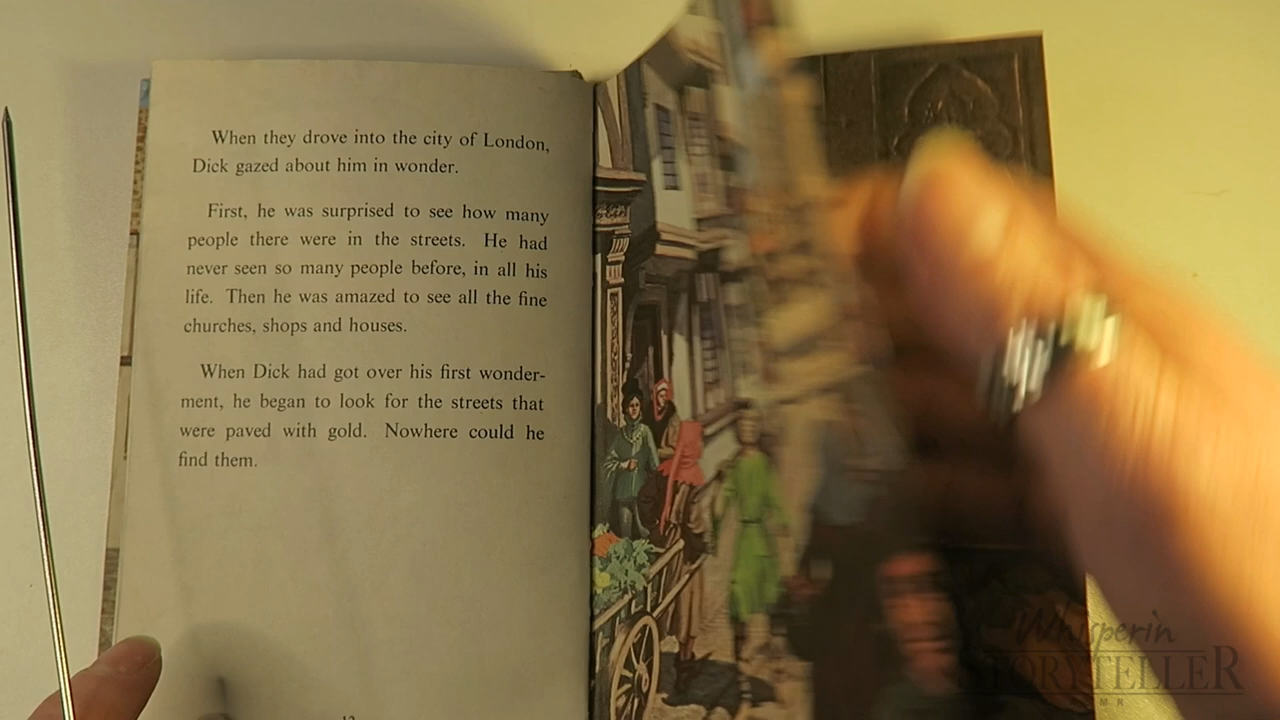 When they drove into the city of London,
Dick gazed about him in wonder.
First, he was surprised to see how many
people there were in the streets. He had
never seen so many people before, in all his
life. Then he was amazed to see all the fine
churches, shops and houses.
When Dick had got over his first wonder-
ment, he began to look for the streets that
were paved with gold. Nowhere could he
find them.
Whisperin
STORYTELLER